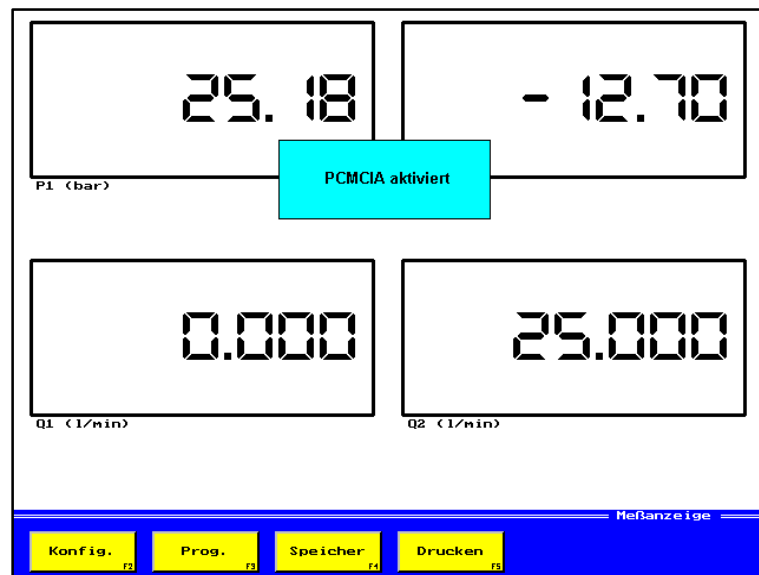 25.18
- 12.70
PCMCIA aktiviert
P1 (bar)
0.000
25.000
Q1 (l/min)
Q2 (l/min)
Meßanzeige
Konfig. F2
Prog. F3
Speicher F4
Drucken F5